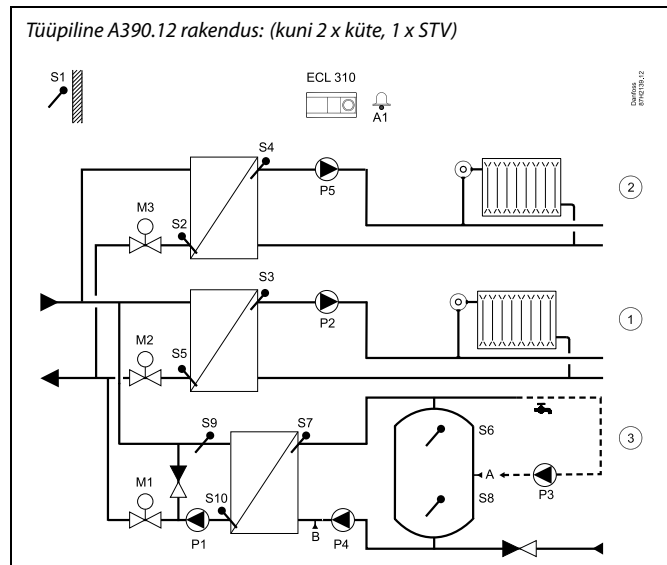 Tüüpiline A390.12 rakendus: (kuni 2 x küte, 1 x STV)
S1
ECL 310
A1
Danfoss
87H2139.12
S4
P5
2
M3
S2
S3
P2
1
M2
S5
S9
S7
S6
3
A
P3
S8
M1
S10
P1
B
P4